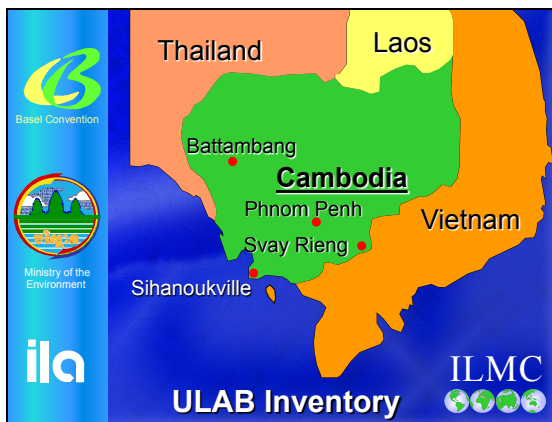 Thailand
Laos
Basel Convention
Battambang
Cambodia
Phnom Penh
Vietnam
Svay Rieng
Ministry of the
Environment
Sihanoukville
ila
ILMC
ULAB Inventory